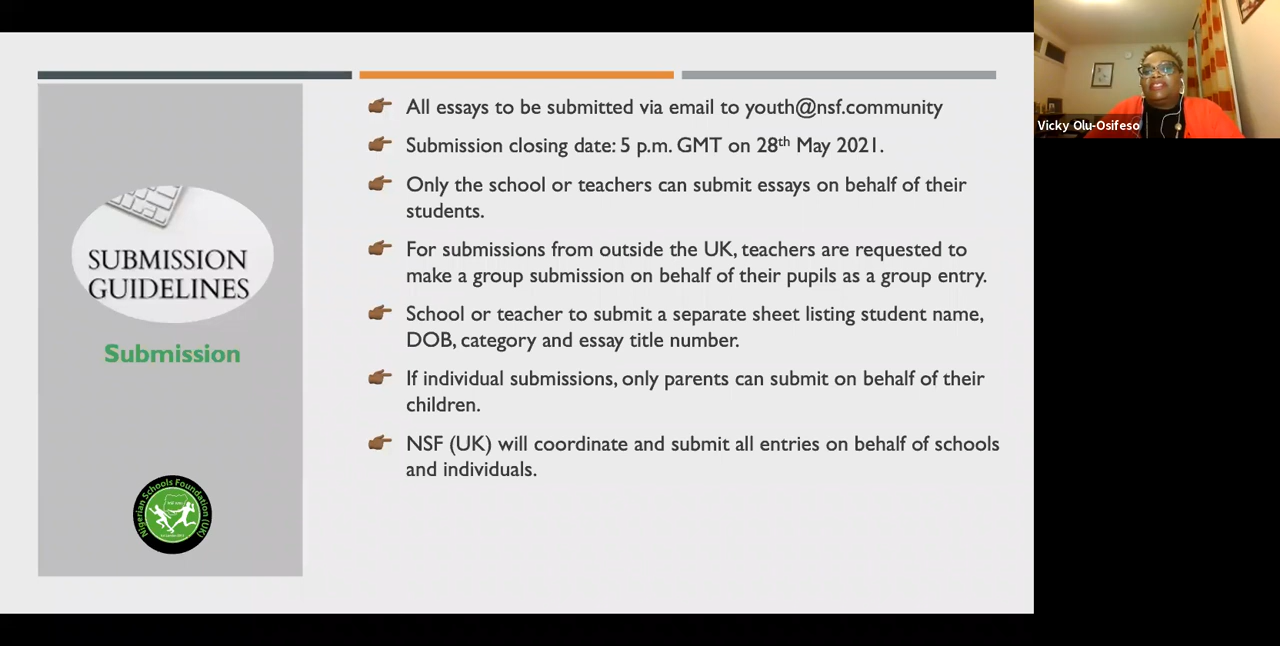 All essays to be submitted via email to youth@nsf.community
Submission closing date: 5 p.m. GMT on 28th May 2021.
Only the school or teachers can submit essays on behalf of their
students.
For submissions from outside the UK, teachers are requested to
make a group submission on behalf of their pupils as a group entry.
School or teacher to submit a separate sheet listing student name,
DOB, category and essay title number.
If individual submissions, only parents can submit on behalf of their
children.
NSF (UK) will coordinate and submit all entries on behalf of schools
and individuals.
SUBMISSION
GUIDELINES
Submission
Nigerian Schools Foundation (UK)
Vicky Olu-Osifeso